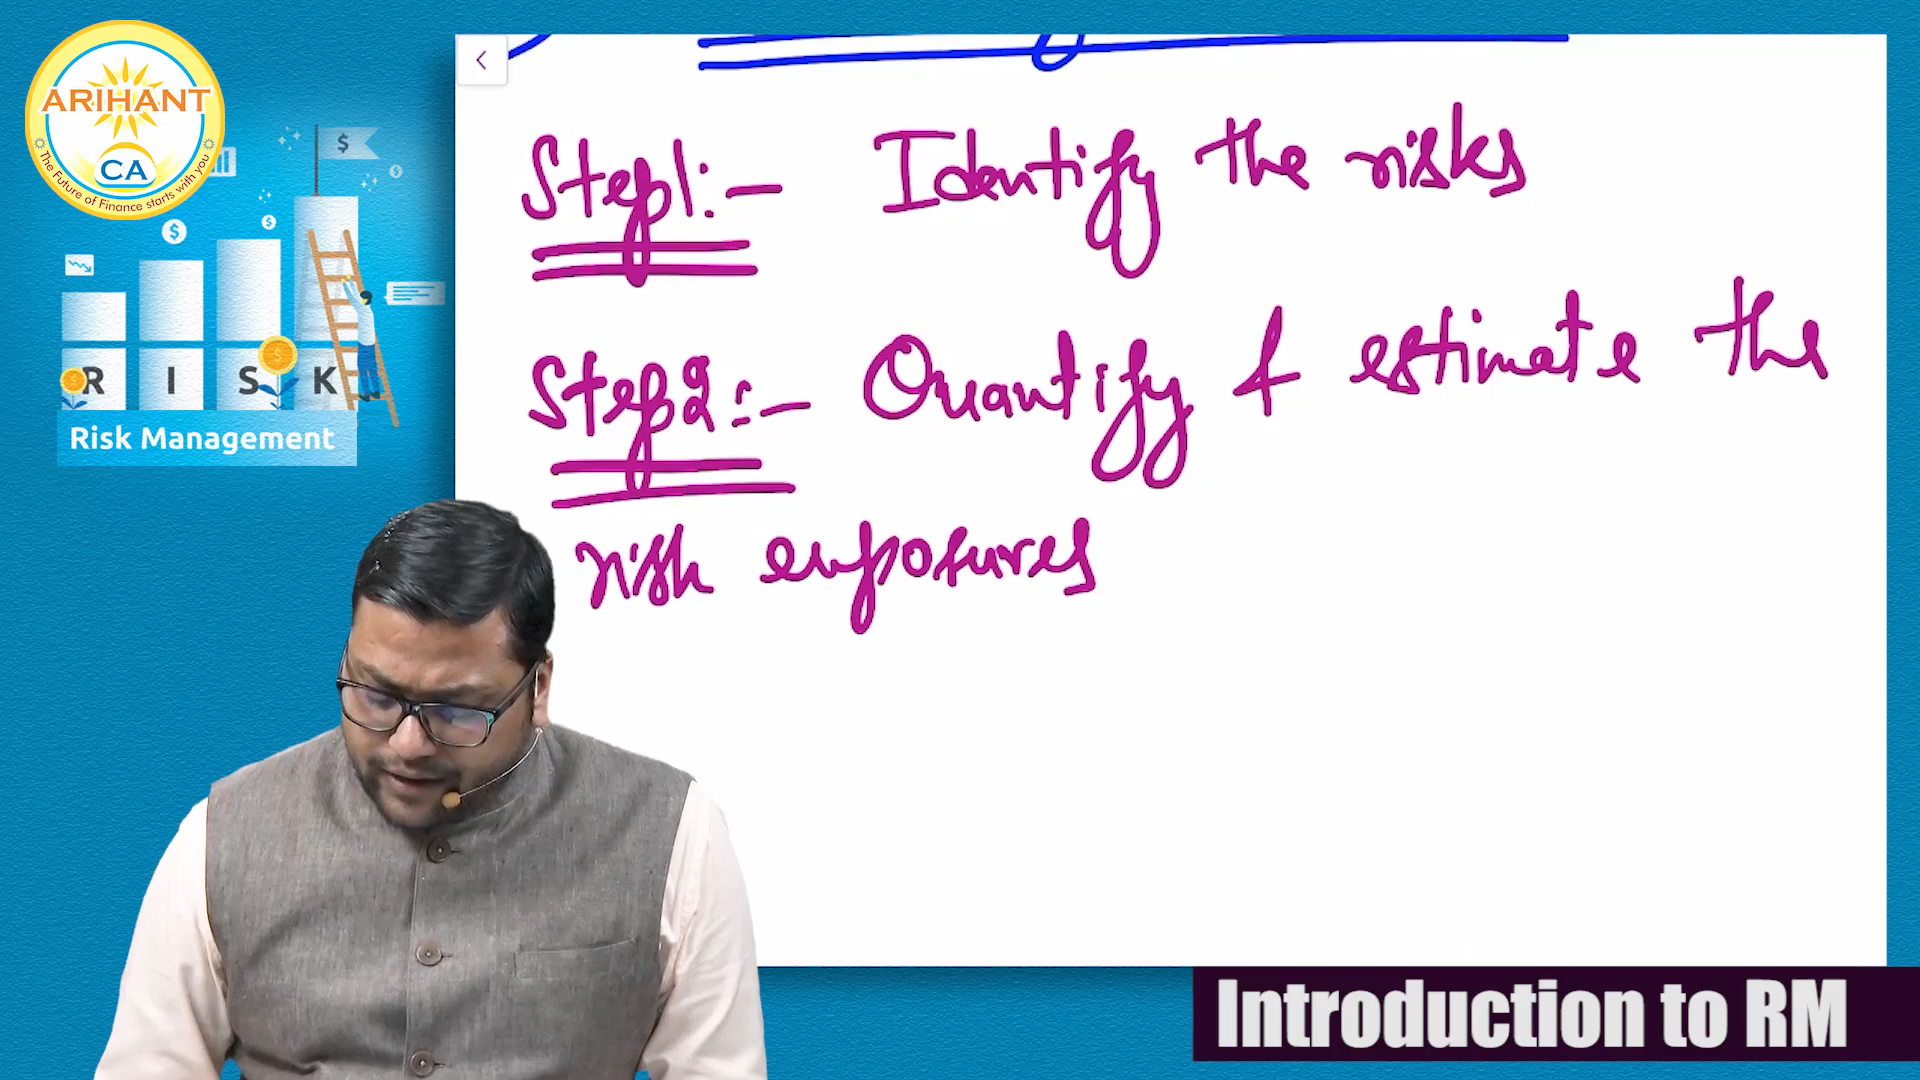 ARIHANT
CA
The Future of Finance starts with you
R I S K
Risk Management
Step1:- Identify the risks
Step2:- Quantify & estimate the
risk exposures
Introduction to RM